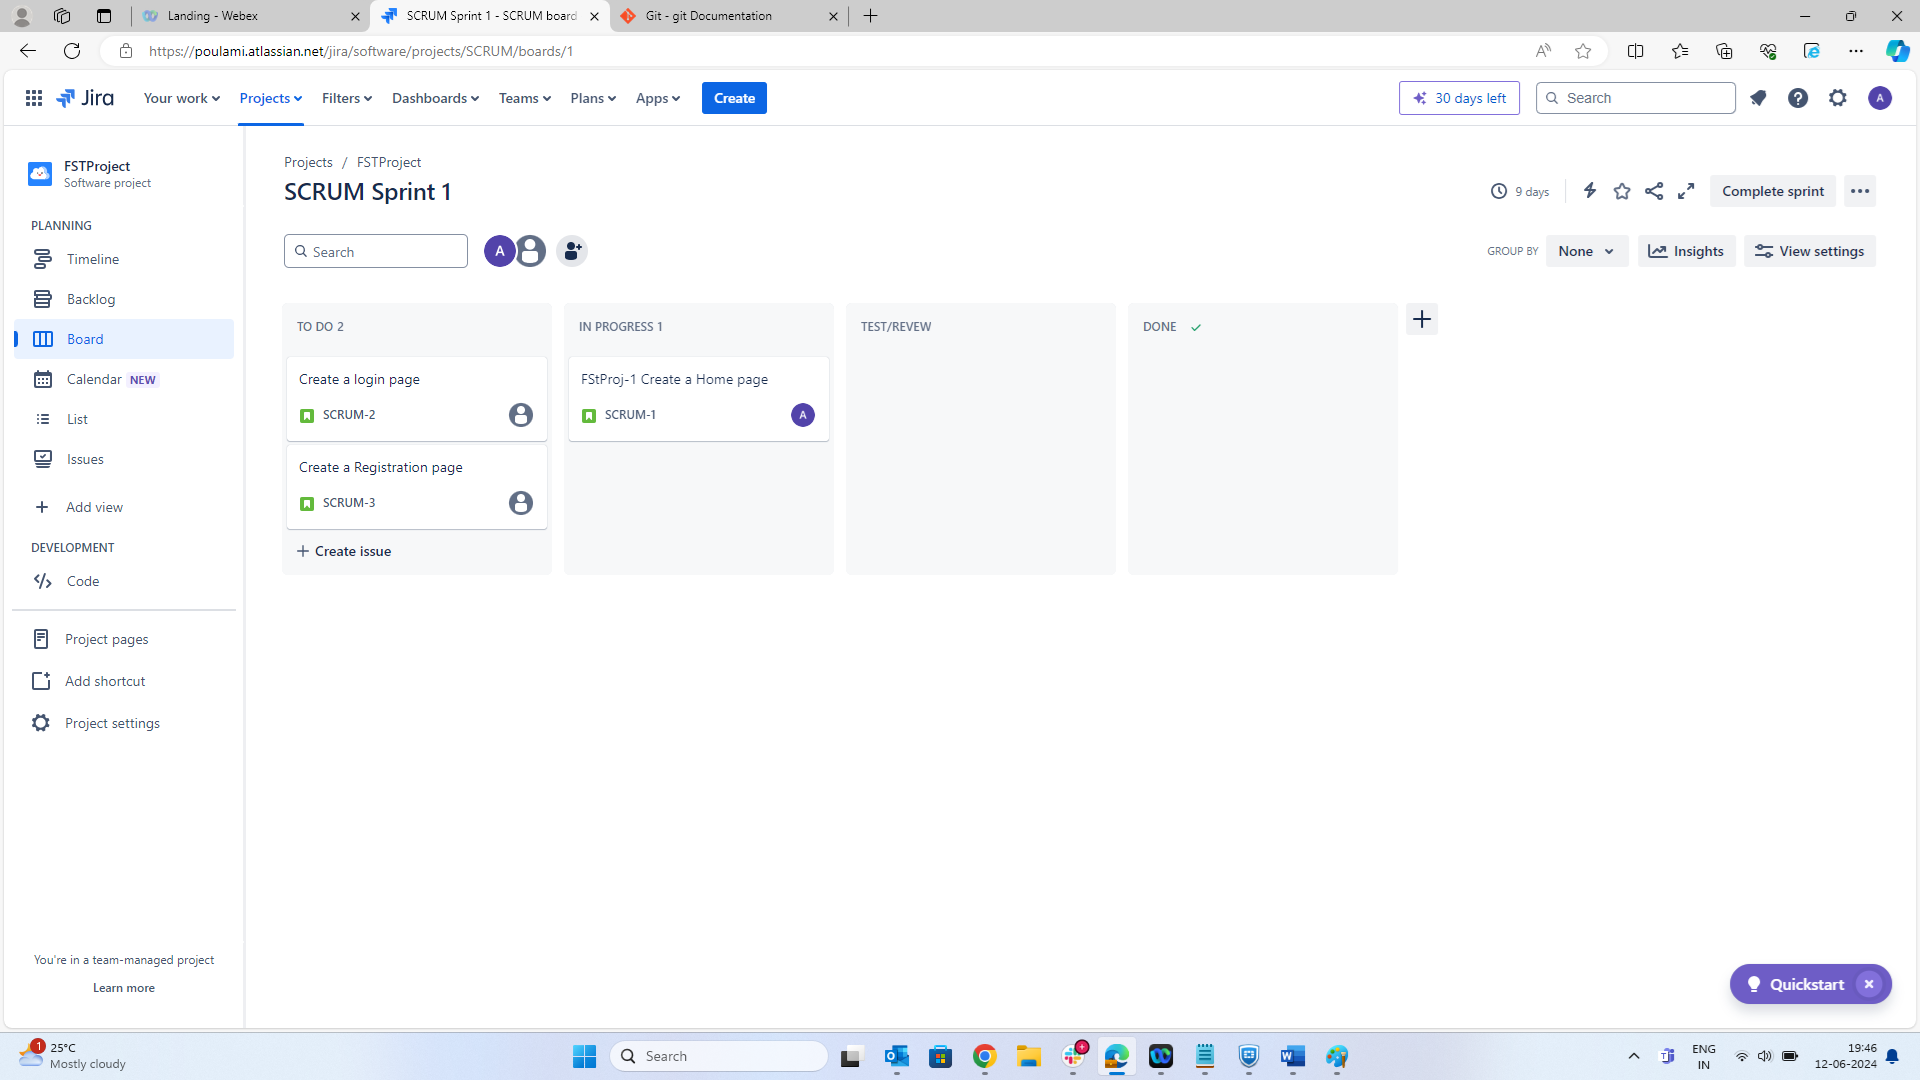 Landing - Webex
SCRUM Sprint 1 - SCRUM board
Git - git Documentation
https://poulami.atlassian.net/jira/software/projects/SCRUM/boards/1
Jira
Your work
Projects
Filters
Dashboards
Teams
Plans
Apps
Create
30 days left
Search
A
FSTProject
Software project
PLANNING
Timeline
Backlog
Board
Calendar NEW
List
Issues
Add view
DEVELOPMENT
Code
Project pages
Add shortcut
Project settings
You're in a team-managed project
Learn more
Projects / FSTProject
SCRUM Sprint 1
9 days
Complete sprint
Search
A
GROUP BY
None
Insights
View settings
TO DO 2
Create a login page
SCRUM-2
Create a Registration page
SCRUM-3
Create issue
IN PROGRESS 1
FStProj-1 Create a Home page
SCRUM-1
A
TEST/REVEW
DONE
Quickstart
1
25°C
Mostly cloudy
Search
ENG
IN
19:46
12-06-2024